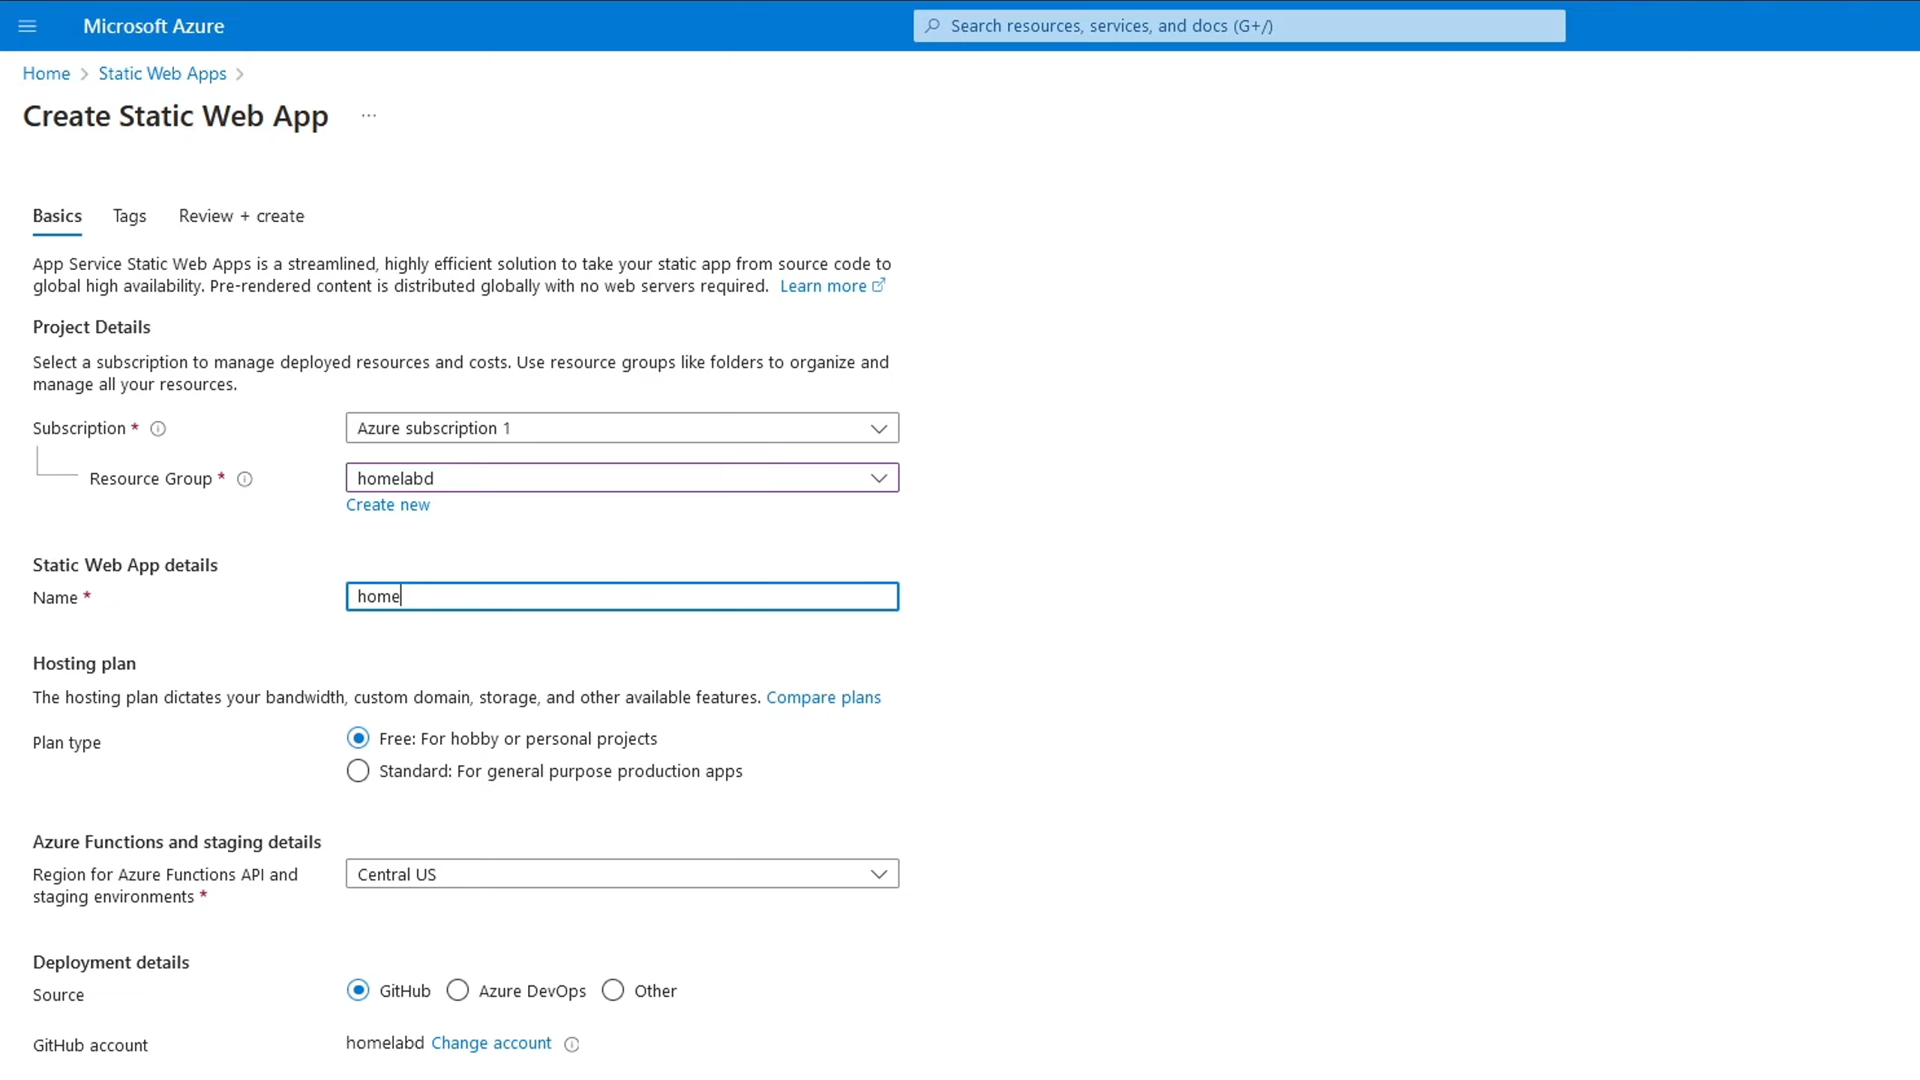 Microsoft Azure
Search resources, services, and docs (G+/)
Home > Static Web Apps >
Create Static Web App ...
Basics Tags Review + create
App Service Static Web Apps is a streamlined, highly efficient solution to take your static app from source code to
global high availability. Pre-rendered content is distributed globally with no web servers required. Learn more
Project Details
Select a subscription to manage deployed resources and costs. Use resource groups like folders to organize and
manage all your resources.
Subscription *
Azure subscription 1
Resource Group *
homelabd
Create new
Static Web App details
Name *
home
Hosting plan
The hosting plan dictates your bandwidth, custom domain, storage, and other available features. Compare plans
Plan type
Free: For hobby or personal projects
Standard: For general purpose production apps
Azure Functions and staging details
Region for Azure Functions API and
staging environments *
Central US
Deployment details
Source
GitHub Azure DevOps Other
GitHub account
homelabd Change account